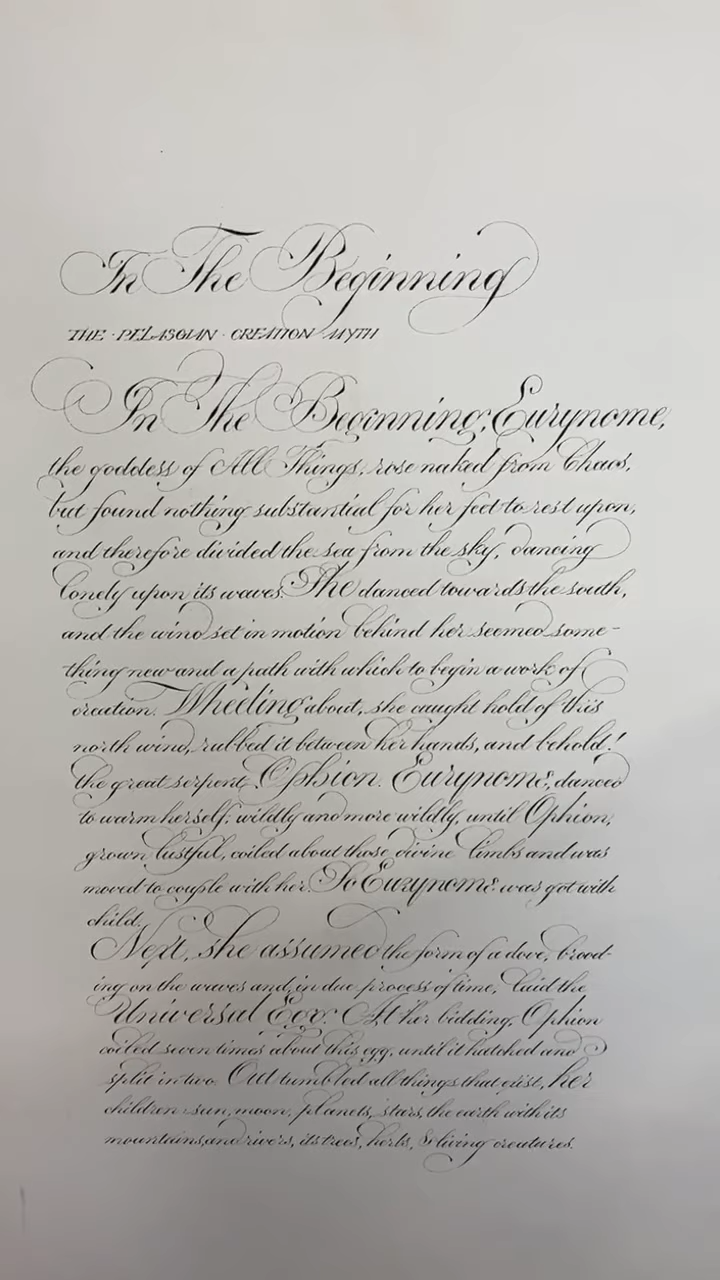 In The Beginning
THE · PELASGIAN · CREATION MYTH
In The Beginning, Eurynome,
the goddess of All Things, rose naked from Chaos,
but found nothing substantial for her feet to rest upon,
and therefore divided the sea from the sky, dancing
lonely upon its waves. She danced towards the south,
and the wind set in motion behind her seemed some-
thing new and a path with which to begin a work of
creation. Wheeling about, she caught hold of this
north wind, rubbed it between her hands, and behold!
the great serpent, Ophion. Eurynome, danced
to warm herself; wildly and more wildly, until Ophion,
grown lustful, coiled about those divine limbs and was
moved to couple with her. So Eurynome was got with
child.
Next, she assumed the form of a dove, brood-
ing on the waves and, in due process of time, laid the
Universal Egg. At her bidding, Ophion
coiled seven times about this egg, until it hatched and
split in two. Out tumbled all things that exist, her
children: sun, moon, planets, stars, the earth with its
mountains, and rivers, its trees, herbs, & living creatures.